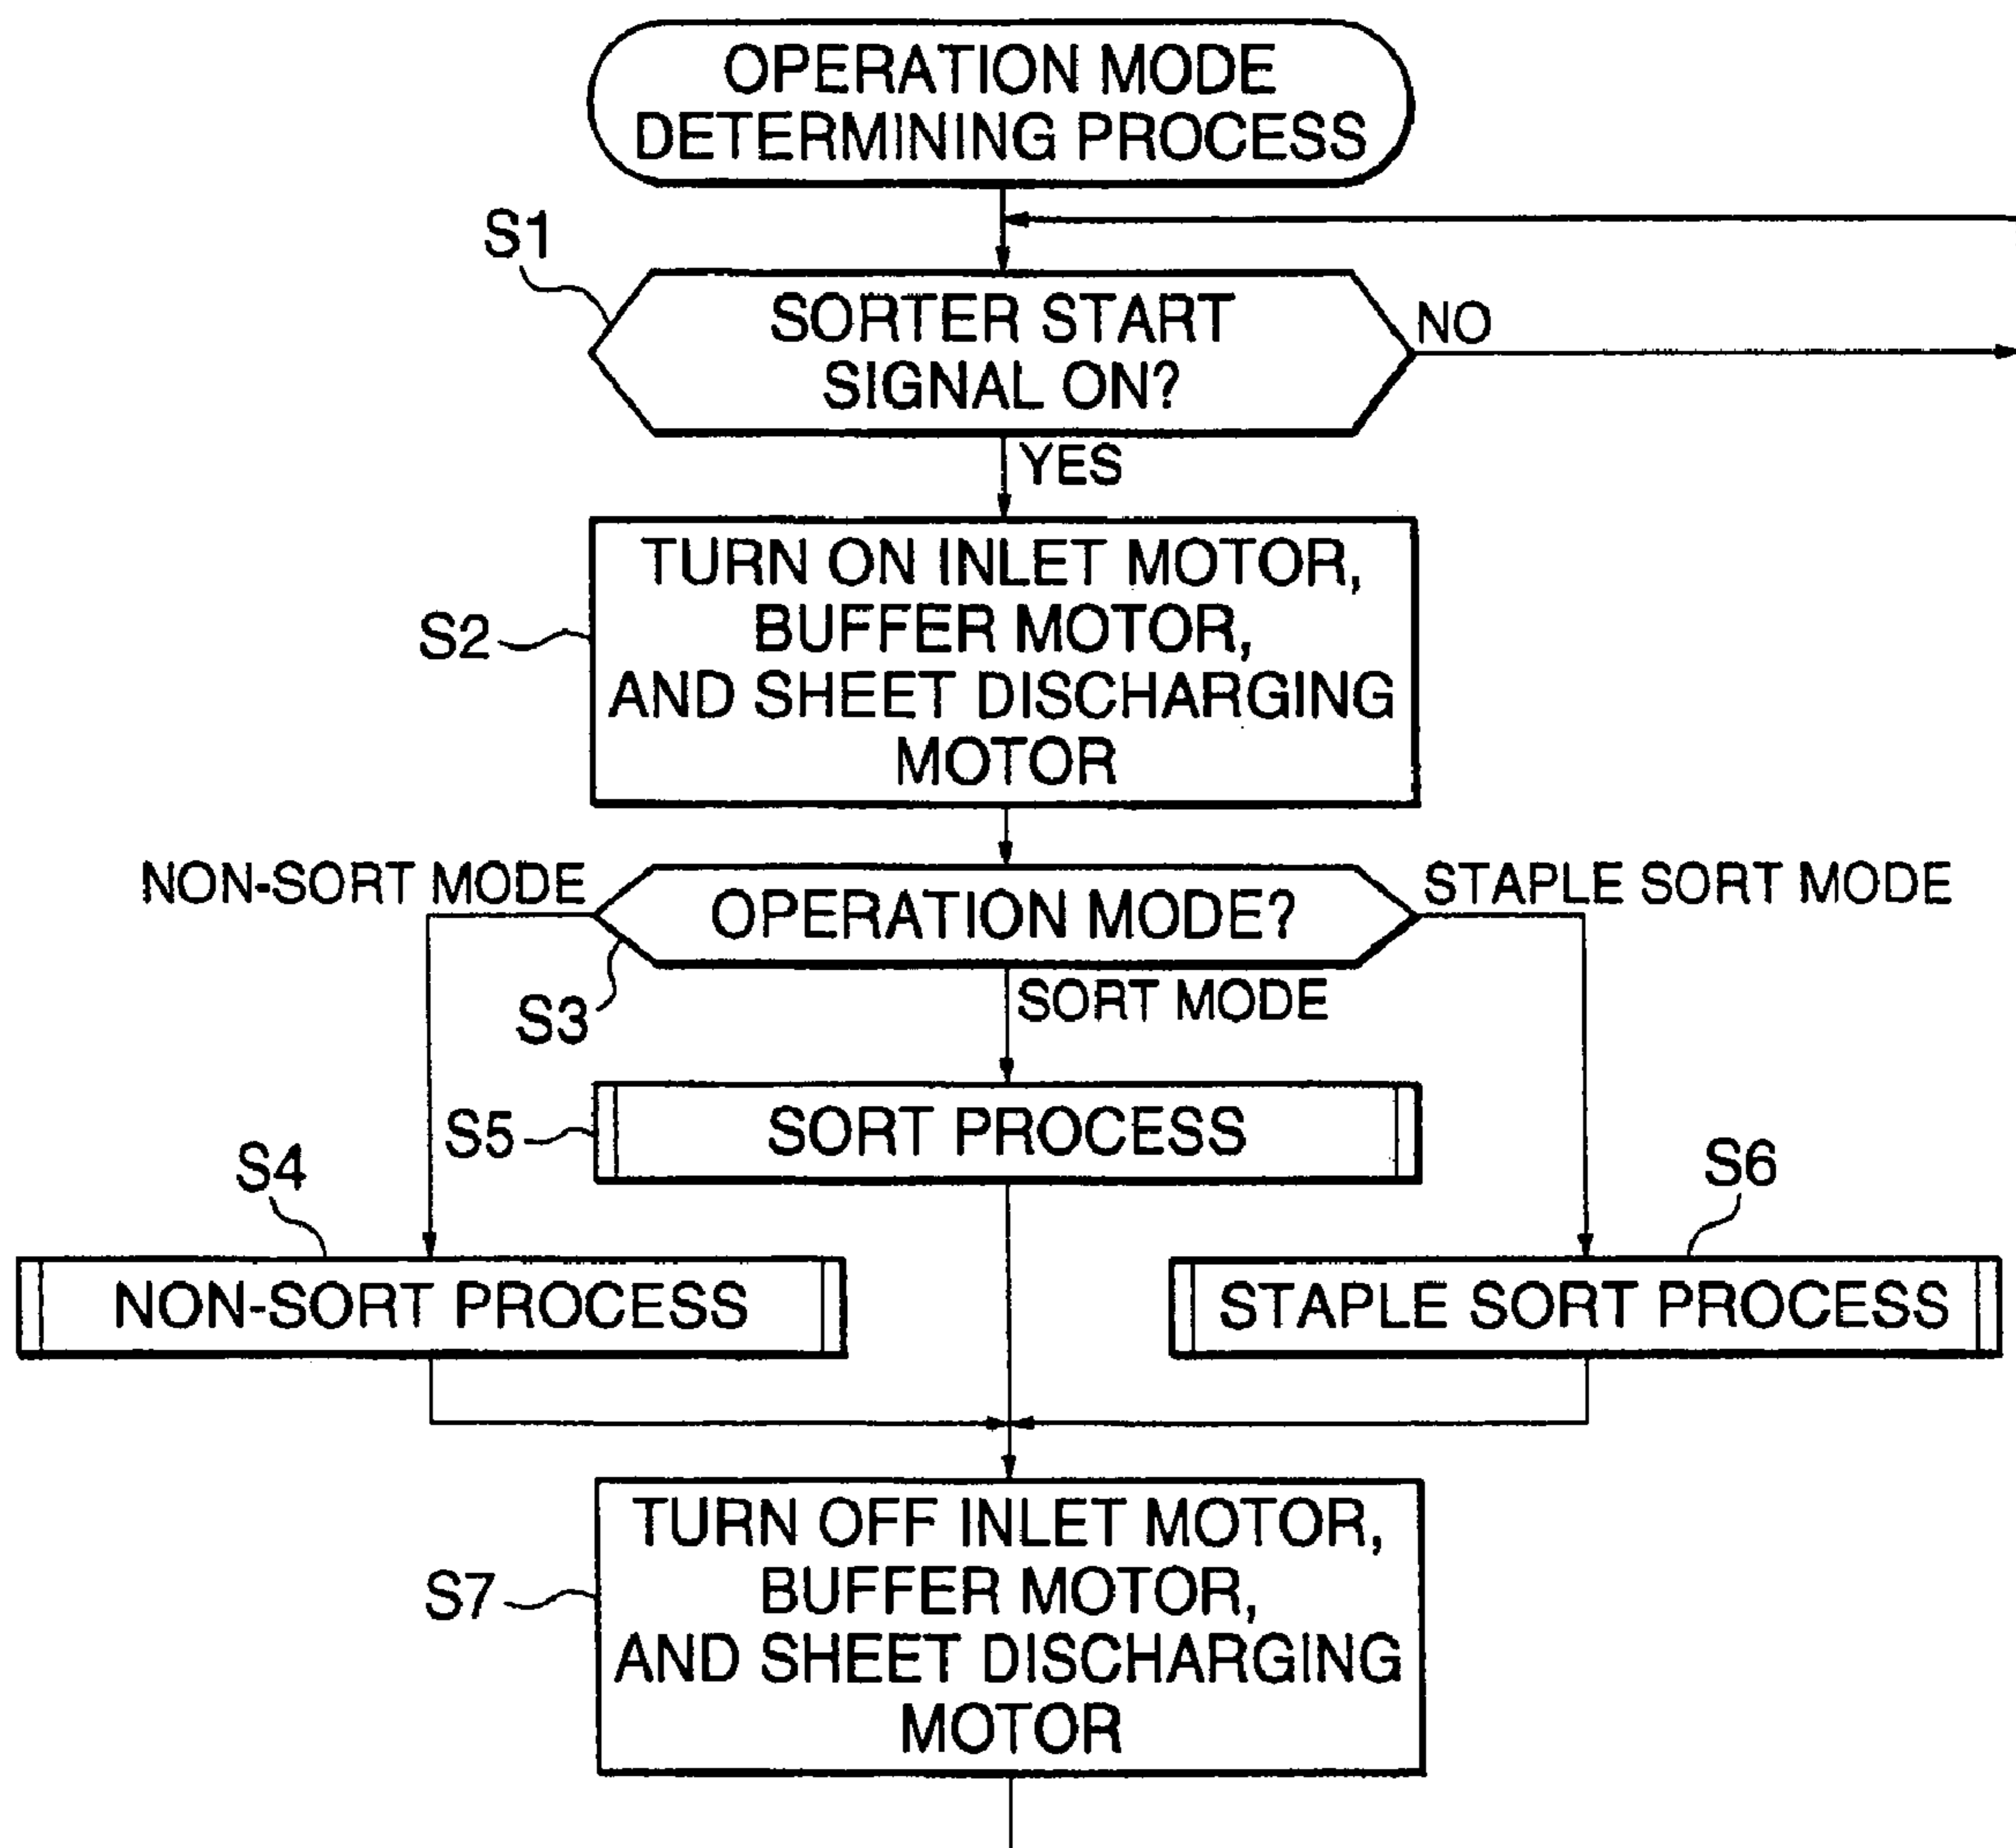 OPERATION MODE
DETERMINING PROCESS
S1
SORTER START
SIGNAL ON?
NO
YES
S2
TURN ON INLET MOTOR,
BUFFER MOTOR,
AND SHEET DISCHARGING
MOTOR
NON-SORT MODE
OPERATION MODE?
STAPLE SORT MODE
S3
SORT MODE
S5
SORT PROCESS
S4
S6
NON-SORT PROCESS
STAPLE SORT PROCESS
S7
TURN OFF INLET MOTOR,
BUFFER MOTOR,
AND SHEET DISCHARGING
MOTOR